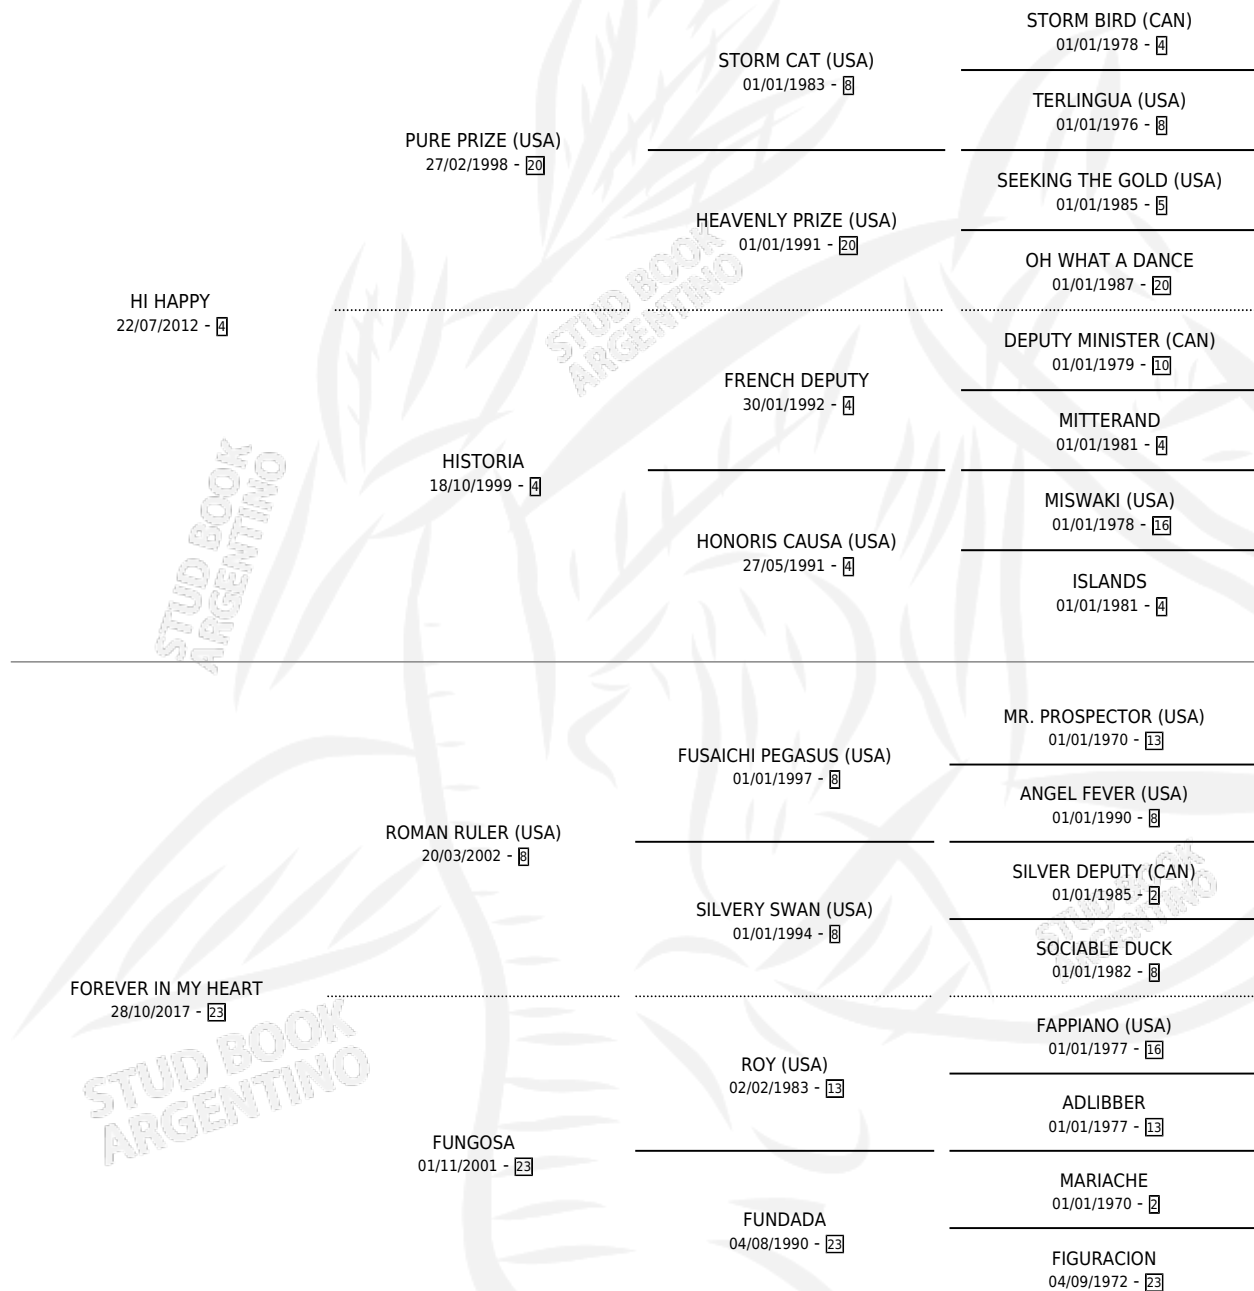 STORM BIRD (CAN)
01/01/1978 - 4
STORM CAT (USA)
01/01/1983 - 8
TERLINGUA (USA)
01/01/1976 - 8
PURE PRIZE (USA)
27/02/1998 - 20
SEEKING THE GOLD (USA)
01/01/1985 - 5
HEAVENLY PRIZE (USA)
01/01/1991 - 20
OH WHAT A DANCE
01/01/1987 - 20
HI HAPPY
22/07/2012 - 4
DEPUTY MINISTER (CAN)
01/01/1979 - 10
FRENCH DEPUTY
30/01/1992 - 4
MITTERAND
01/01/1981 - 4
HISTORIA
18/10/1999 - 4
MISWAKI (USA)
01/01/1978 - 16
HONORIS CAUSA (USA)
27/05/1991 - 4
ISLANDS
01/01/1981 - 4
MR. PROSPECTOR (USA)
01/01/1970 - 13
FUSAICHI PEGASUS (USA)
01/01/1997 - 8
ANGEL FEVER (USA)
01/01/1990 - 8
ROMAN RULER (USA)
20/03/2002 - 8
SILVER DEPUTY (CAN)
01/01/1985 - 2
SILVERY SWAN (USA)
01/01/1994 - 8
SOCIABLE DUCK
01/01/1982 - 8
FOREVER IN MY HEART
28/10/2017 - 23
FAPPIANO (USA)
01/01/1977 - 16
ROY (USA)
02/02/1983 - 13
ADLIBBER
01/01/1977 - 13
FUNGOSA
01/11/2001 - 23
MARIACHE
01/01/1970 - 2
FUNDADA
04/08/1990 - 23
FIGURACION
04/09/1972 - 23
STUD BOOK
ARGENTINO
STUD BOOK
ARGENTINO
STUD BOOK
ARGENTINO
STUD BOOK
ARGENTINO